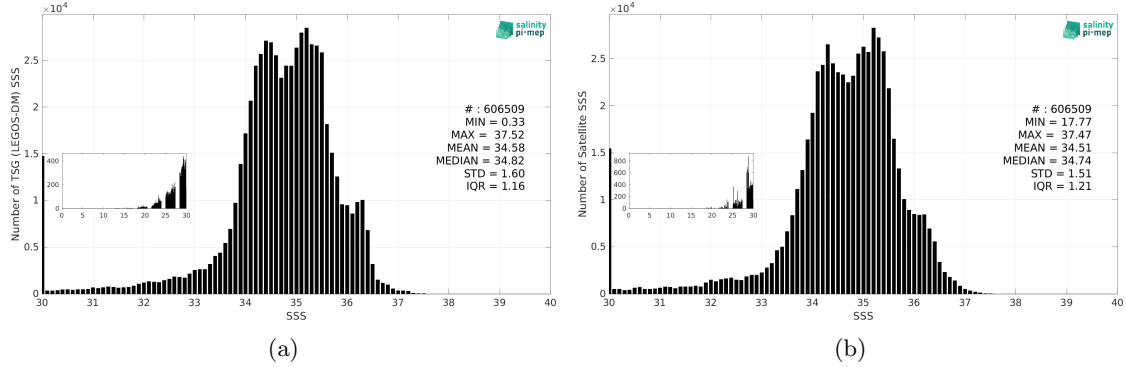 ×10⁴
salinity
pi-mep
Number of TSG (LEGOS-DM) SSS
2.5
2
1.5
1
0.5
0
# : 606509
MIN = 0.33
MAX = 37.52
MEAN = 34.58
MEDIAN = 34.82
STD = 1.60
IQR = 1.16
400
200
0
0 5 10 15 20 25 30
30 31 32 33 34 35 36 37 38 39 40
SSS
(a)
×10⁴
salinity
pi-mep
Number of Satellite SSS
2.5
2
1.5
1
0.5
0
# : 606509
MIN = 17.77
MAX = 37.47
MEAN = 34.51
MEDIAN = 34.74
STD = 1.51
IQR = 1.21
800
600
400
200
0
0 5 10 15 20 25 30
30 31 32 33 34 35 36 37 38 39 40
SSS
(b)